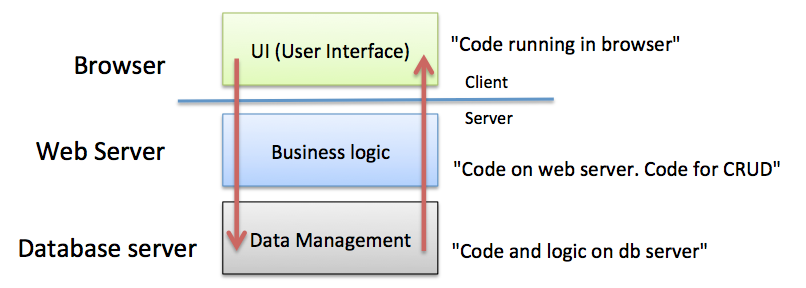 Browser
UI (User Interface)
"Code running in browser"
Client
Server
Web Server
Business logic
"Code on web server. Code for CRUD"
Database server
Data Management
"Code and logic on db server"